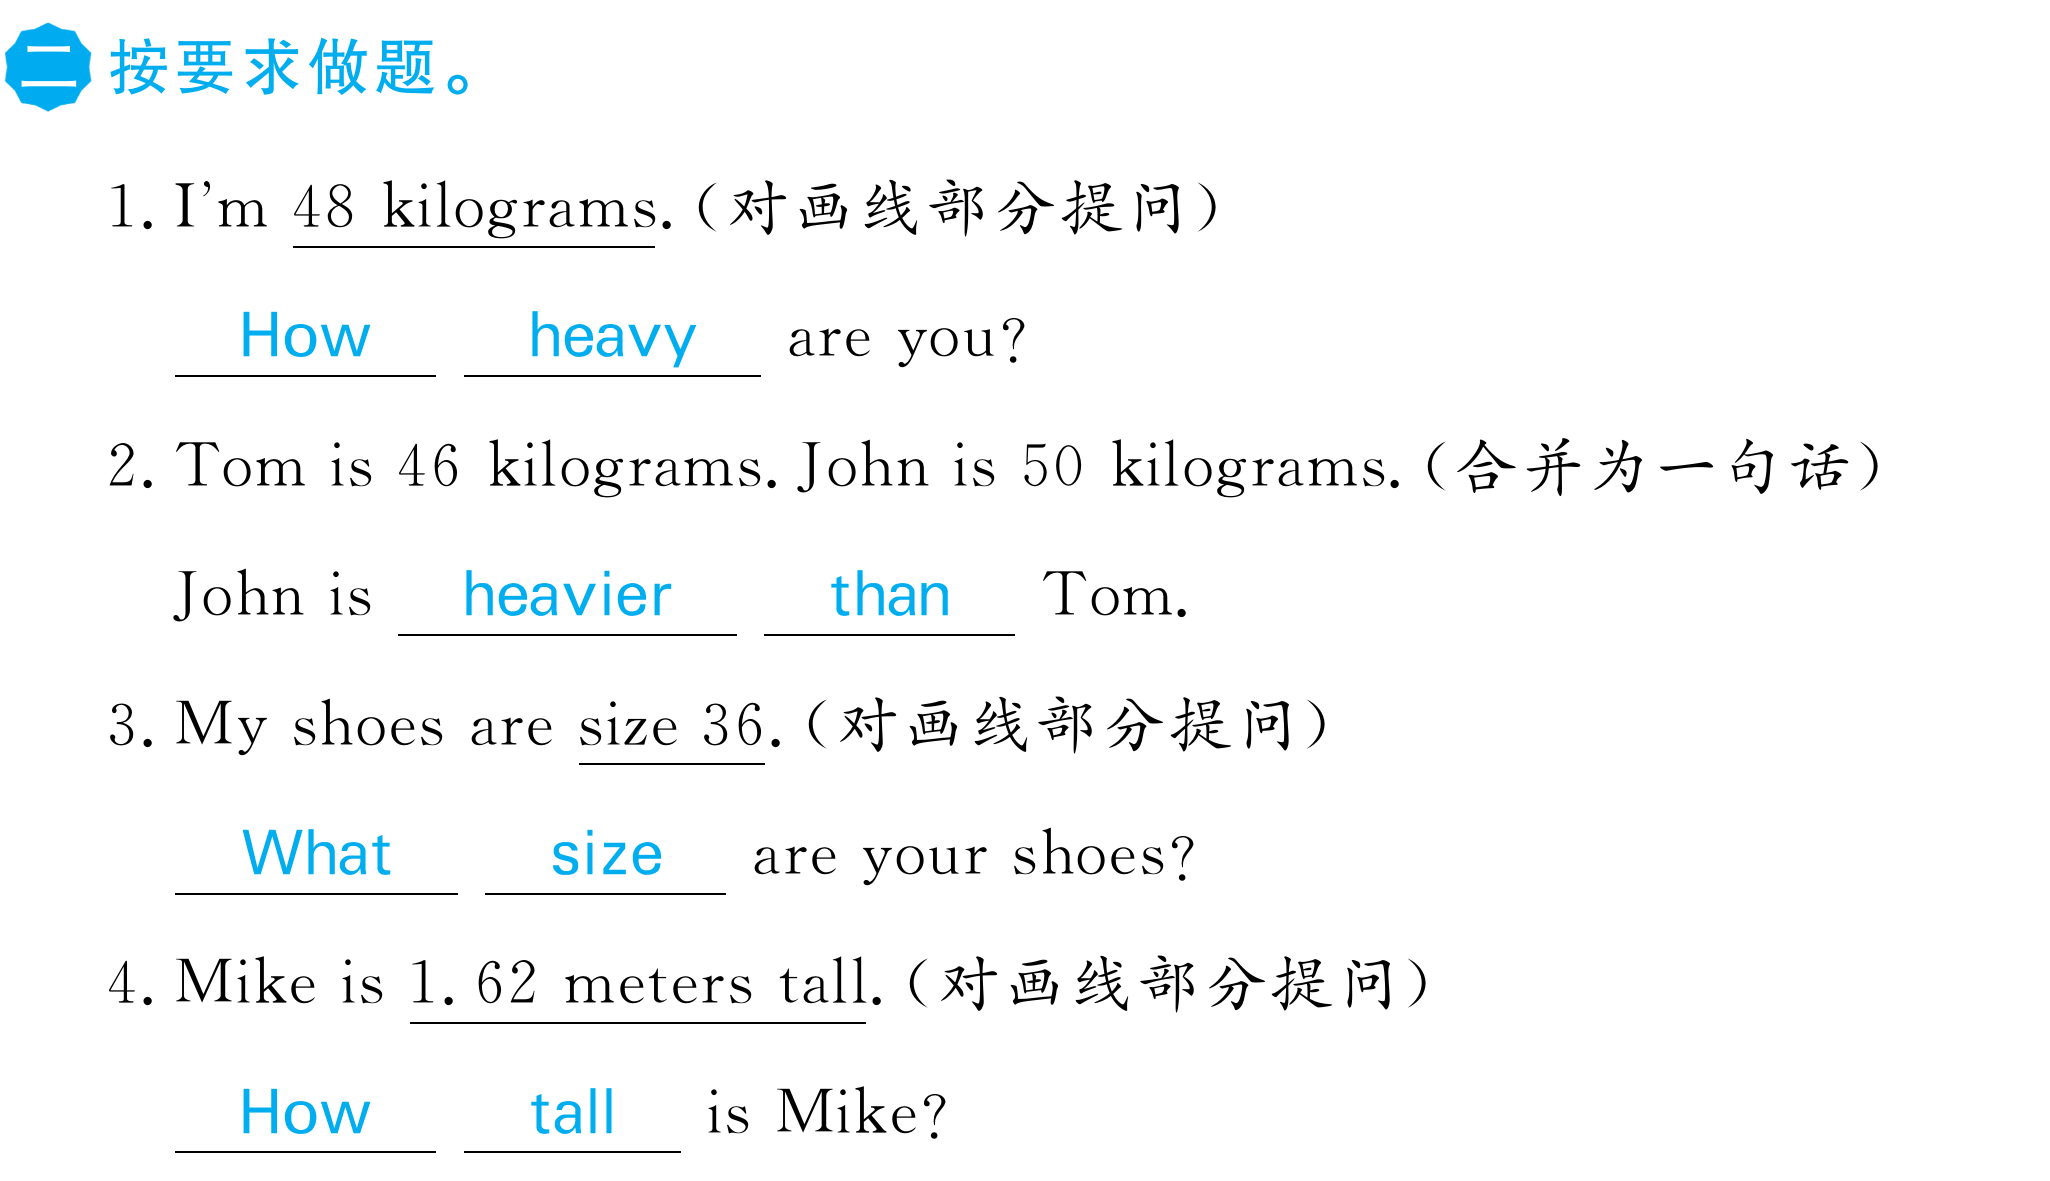 二 按要求做题。
1. I’m 48 kilograms. (对画线部分提问)
How heavy are you?
2. Tom is 46 kilograms. John is 50 kilograms. (合并为一句话)
John is heavier than Tom.
3. My shoes are size 36. (对画线部分提问)
What size are your shoes?
4. Mike is 1. 62 meters tall. (对画线部分提问)
How tall is Mike?